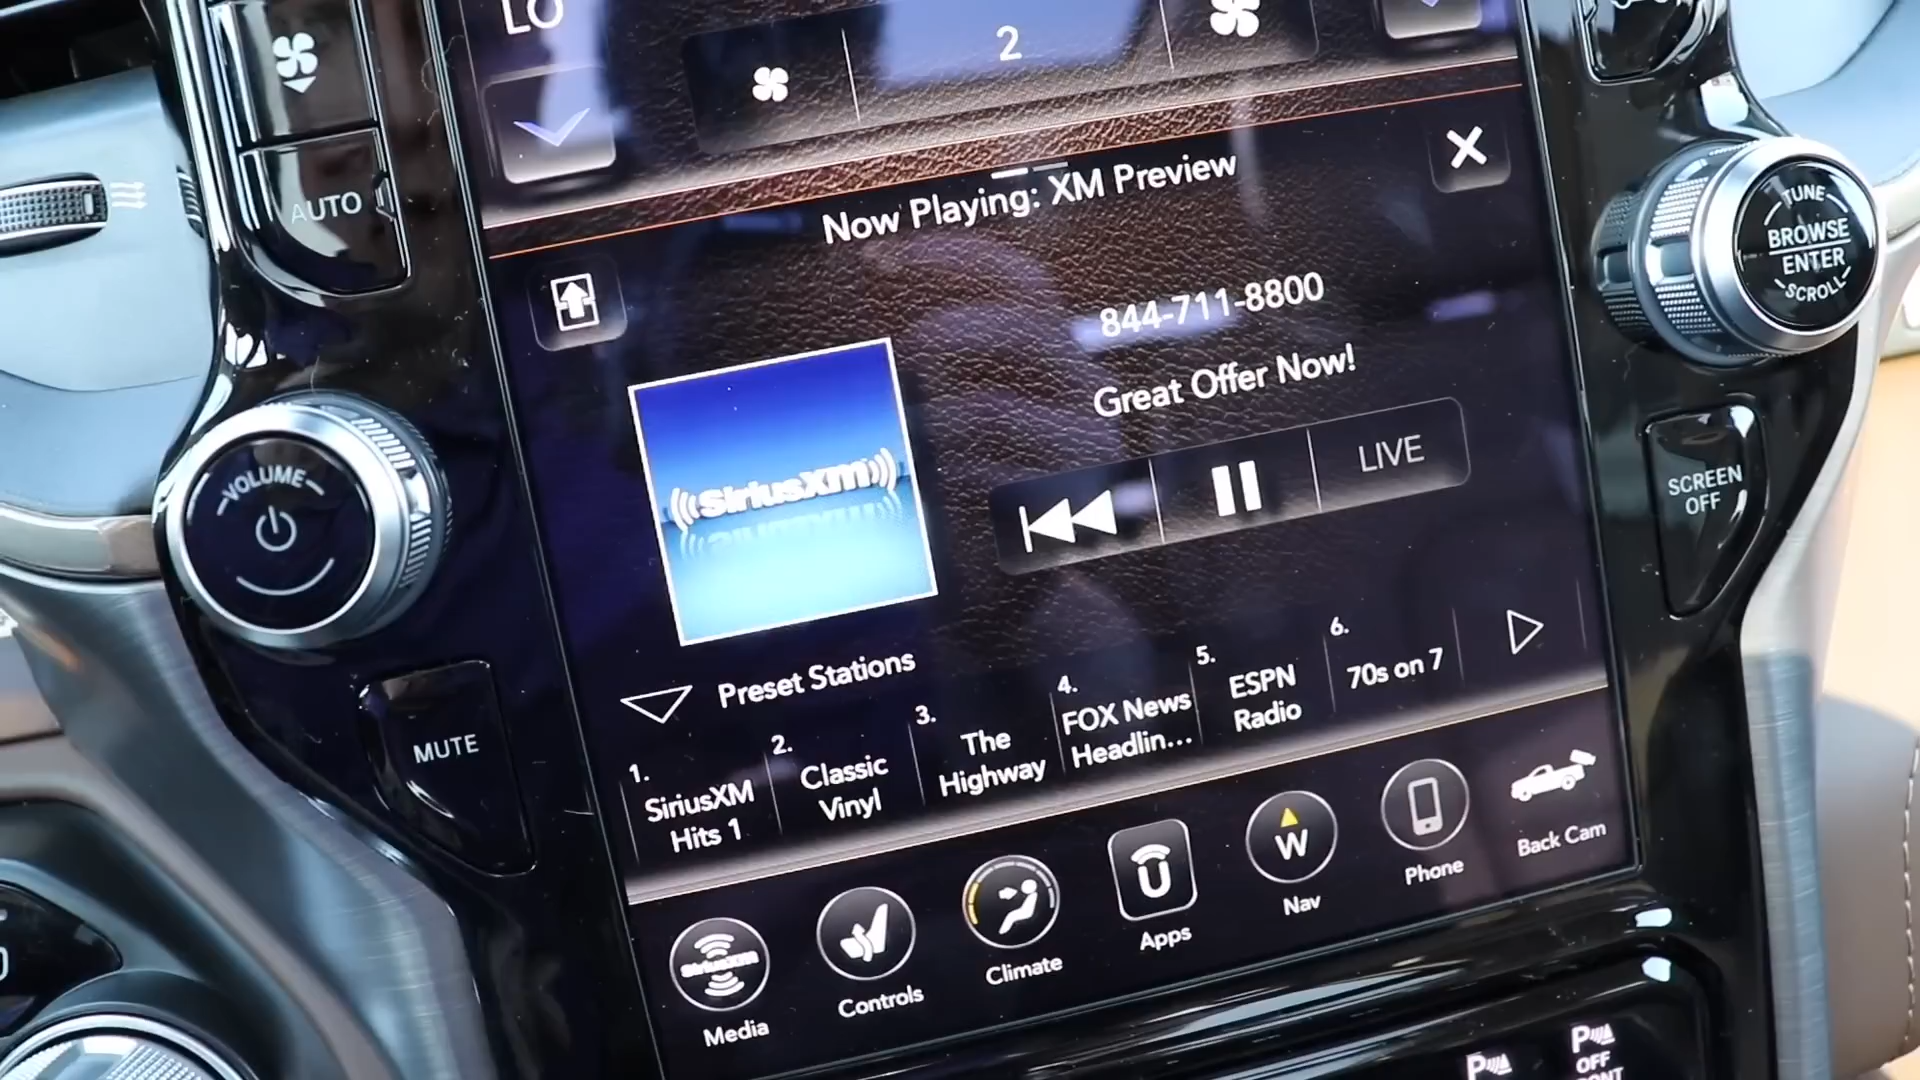 LO
2
AUTO
Now Playing: XM Preview
TUNE
BROWSE
ENTER
SCROLL
844-711-8800
Great Offer Now!
((SiriusXM))
LIVE
VOLUME
SCREEN
OFF
MUTE
Preset Stations
1.
SiriusXM
Hits 1
2.
Classic
Vinyl
3.
The
Highway
4.
FOX News
Headlin...
5.
ESPN
Radio
6.
70s on 7
SiriusXM
Media
Controls
Climate
U
Apps
W
Nav
Phone
Back Cam
P
P
OFF